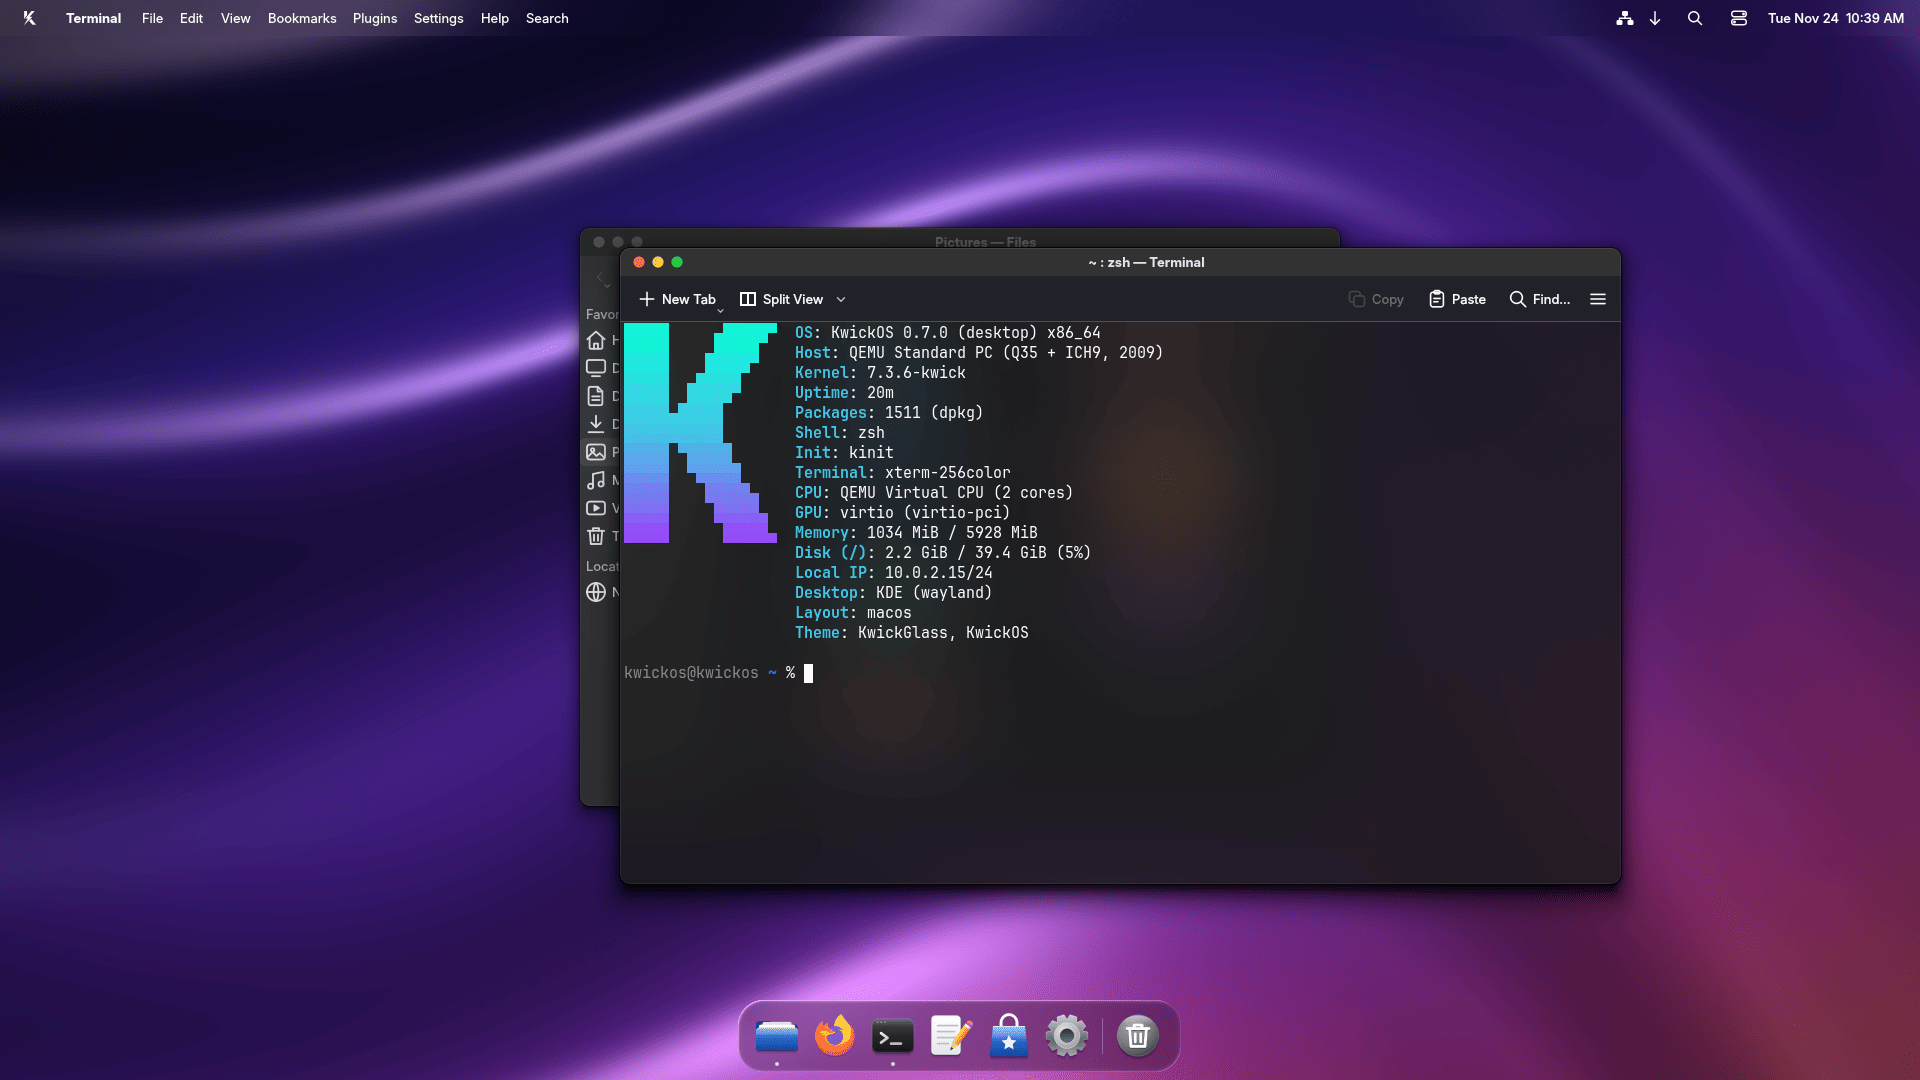 Terminal File Edit View Bookmarks Plugins Settings Help Search
Tue Nov 24 10:39 AM
Pictures — Files
~ : zsh — Terminal
New Tab Split View Copy Paste Find...
Favor
H
D
D
D
P
M
V
T
Locat
N
OS: KwickOS 0.7.0 (desktop) x86_64
Host: QEMU Standard PC (Q35 + ICH9, 2009)
Kernel: 7.3.6-kwick
Uptime: 20m
Packages: 1511 (dpkg)
Shell: zsh
Init: kinit
Terminal: xterm-256color
CPU: QEMU Virtual CPU (2 cores)
GPU: virtio (virtio-pci)
Memory: 1034 MiB / 5928 MiB
Disk (/): 2.2 GiB / 39.4 GiB (5%)
Local IP: 10.0.2.15/24
Desktop: KDE (wayland)
Layout: macos
Theme: KwickGlass, KwickOS
kwickos@kwickos ~ %